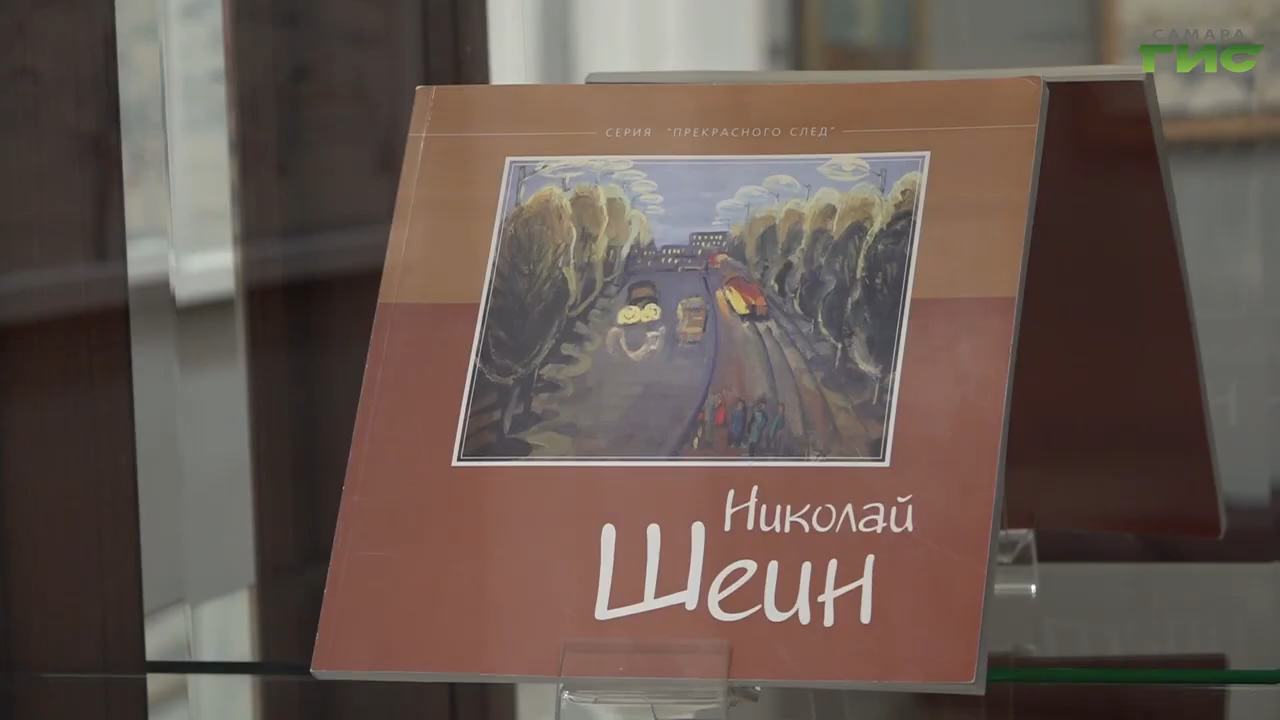 САМАРА
ГИС
СЕРИЯ "ПРЕКРАСНОГО СЛЕД"
Николай
Шеин